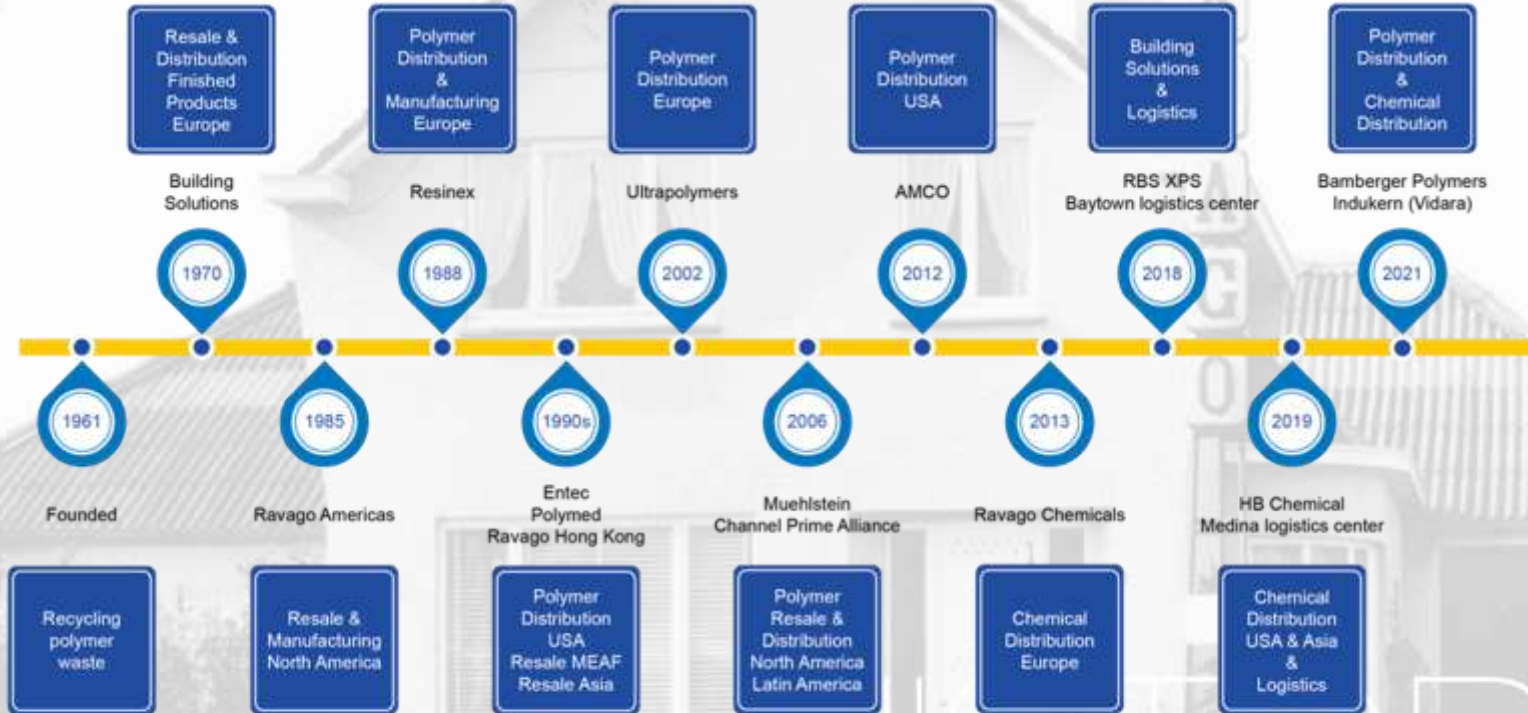 Resale &
Distribution
Finished
Products
Europe
Building
Solutions
1970
Polymer
Distribution
&
Manufacturing
Europe
Resinex
1988
Polymer
Distribution
Europe
Ultrapolymers
2002
Polymer
Distribution
USA
AMCO
2012
Building
Solutions
&
Logistics
RBS XPS
Baytown logistics center
2018
Polymer
Distribution
&
Chemical
Distribution
Bamberger Polymers
Indukern (Vidara)
2021
1961
Founded
Recycling
polymer
waste
1985
Ravago Americas
Resale &
Manufacturing
North America
1990s
Entec
Polymed
Ravago Hong Kong
Polymer
Distribution
USA
Resale MEAF
Resale Asia
2006
Muehlstein
Channel Prime Alliance
Polymer
Resale &
Distribution
North America
Latin America
2013
Ravago Chemicals
Chemical
Distribution
Europe
2019
HB Chemical
Medina logistics center
Chemical
Distribution
USA & Asia
&
Logistics